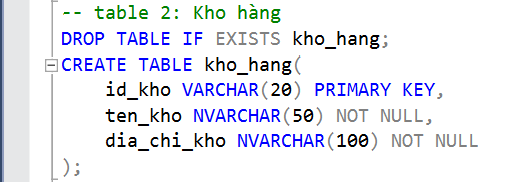 -- table 2: Kho hàng
DROP TABLE IF EXISTS kho_hang;
CREATE TABLE kho_hang(
    id_kho VARCHAR(20) PRIMARY KEY,
    ten_kho NVARCHAR(50) NOT NULL,
    dia_chi_kho NVARCHAR(100) NOT NULL
);